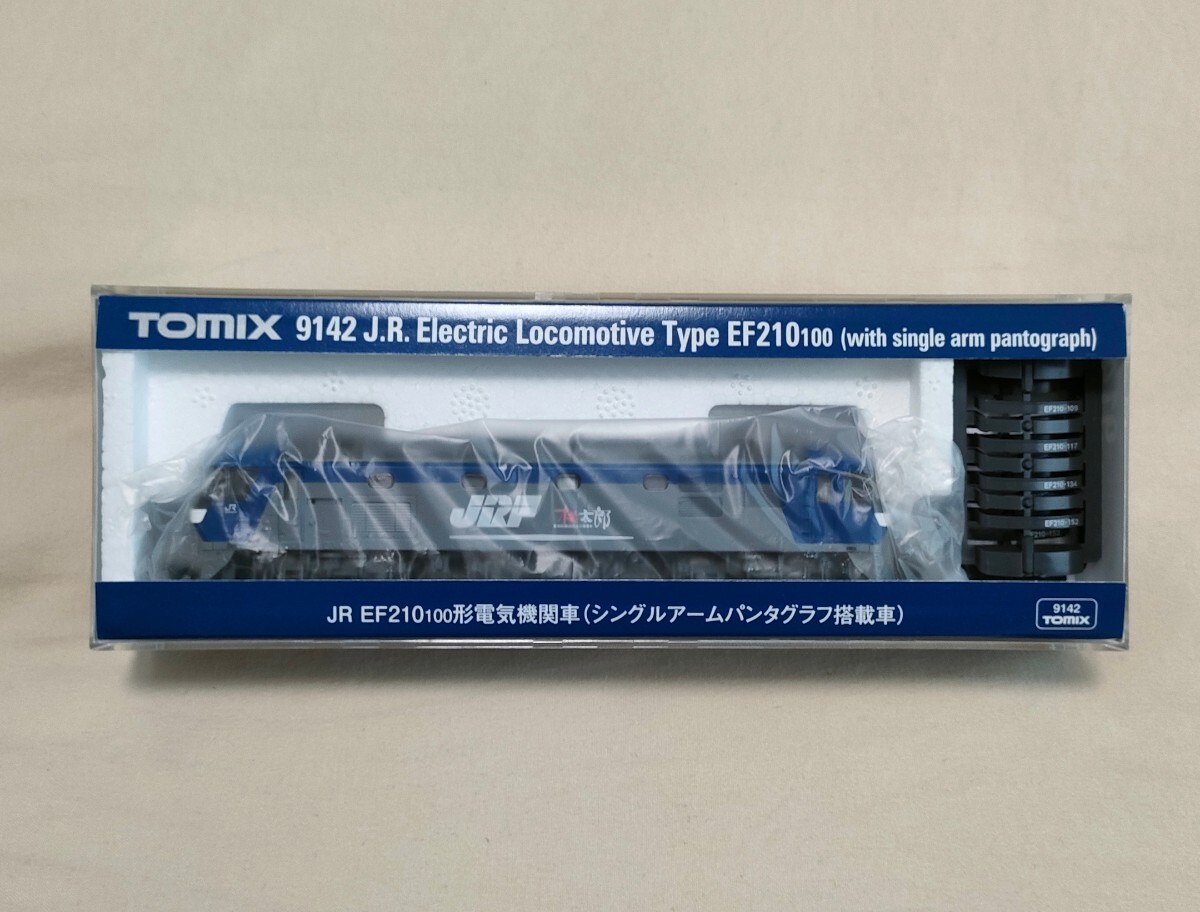 TOMIX 9142 J.R. Electric Locomotive Type EF210100 (with single arm pantograph)
EF210-109
EF210-117
EF210-134
EF210-152
JR
JRF 桃太郎
JR EF210100形電気機関車(シングルアームパンタグラフ搭載車)
9142
TOMIX